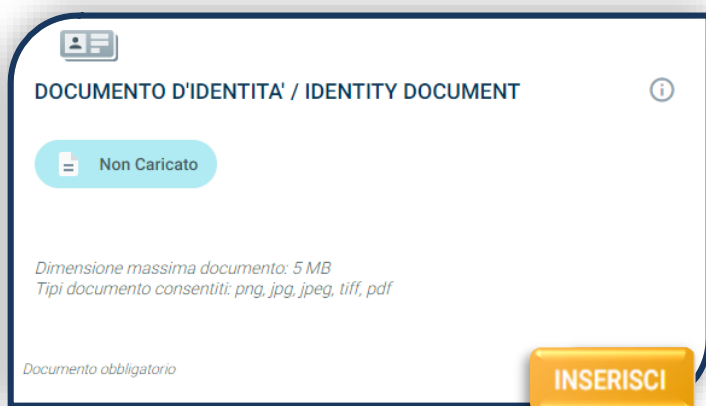 DOCUMENTO D'IDENTITA' / IDENTITY DOCUMENT
Non Caricato
Dimensione massima documento: 5 MB
Tipi documento consentiti: png, jpg, jpeg, tiff, pdf
Documento obbligatorio
INSERISCI